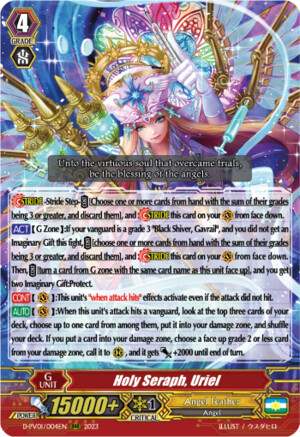 4
GRADE
Unto the virtuous soul that overcame trials,
be the blessing of the angels.
STRIDE -Stride Step- [Choose one or more cards from hand with the sum of their grades
being 3 or greater, and discard them], and STRIDE this card on your (V) from face down.
ACT [G Zone]:If your vanguard is a grade 3 "Black Shiver, Gavrail", and you did not get an
Imaginary Gift this fight, [choose one or more cards from hand with the sum of their grades
being 3 or greater, and discard them], and STRIDE this card on your (V) from face down.
Then, [turn a card from G zone with the same card name as this unit face up], and you get
two Imaginary Gift:Protect.
CONT (V):This unit's "when attack hits" effects activate even if the attack did not hit.
AUTO (V):When this unit's attack hits a vanguard, look at the top three cards of your
deck, choose up to one card from among them, put it into your damage zone, and shuffle
your deck. If you put a card into your damage zone, choose a face up grade 2 or less card
from your damage zone, call it to (R), and it gets +2000 until end of turn.
G
UNIT
Holy Seraph, Uriel
POWER
15000+
1
CRITICAL
Angel Feather
Angel
D-PV01/004EN RRR 2023
ILLUST / ウスダヒロ